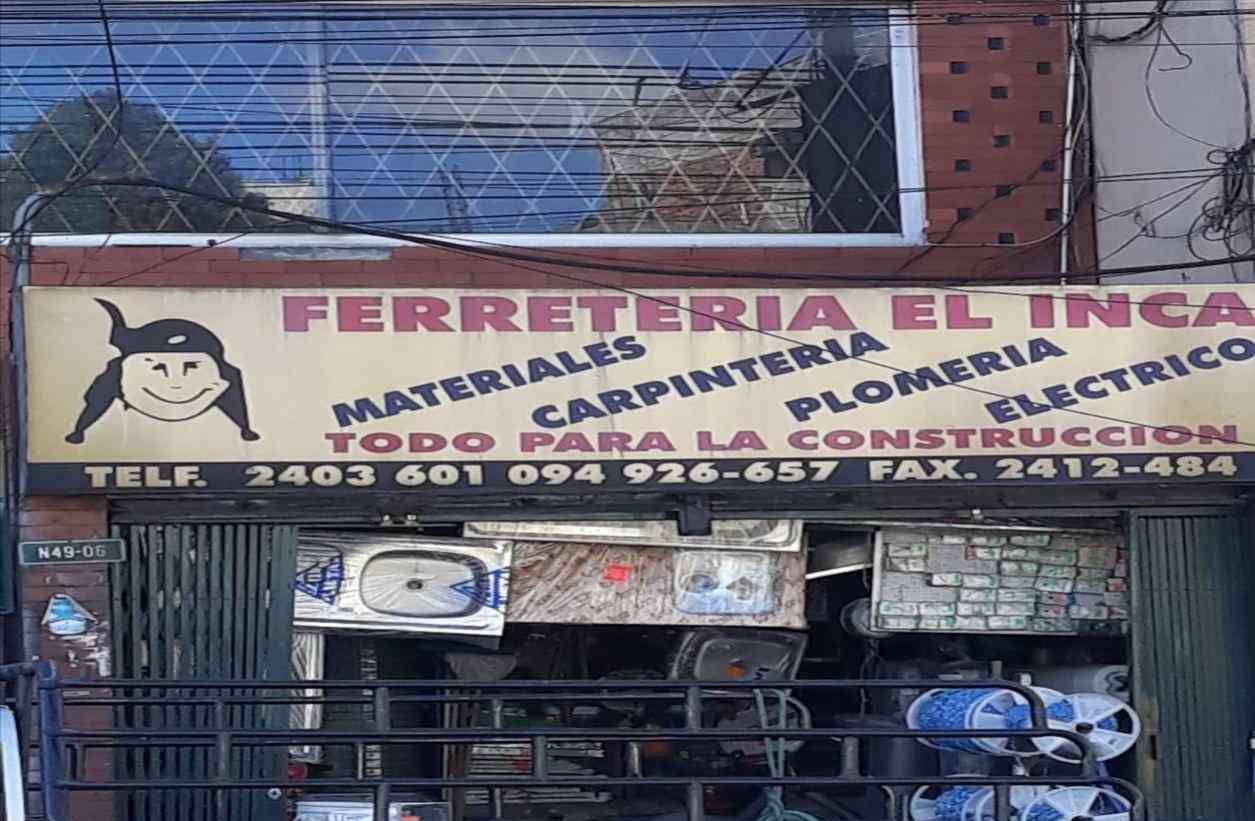 FERRETERIA EL INCA
MATERIALES
CARPINTERIA
PLOMERIA
ELECTRICO
TODO PARA LA CONSTRUCCION
TELF. 2403 601 094 926-657 FAX. 2412-484
N49-06